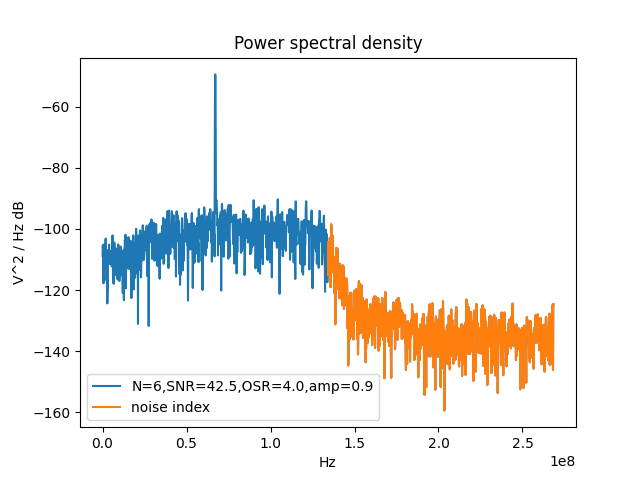 Power spectral density
V^2 / Hz dB
−60
−80
−100
−120
−140
−160
N=6,SNR=42.5,OSR=4.0,amp=0.9
noise index
0.0 0.5 1.0 1.5 2.0 2.5
1e8
Hz